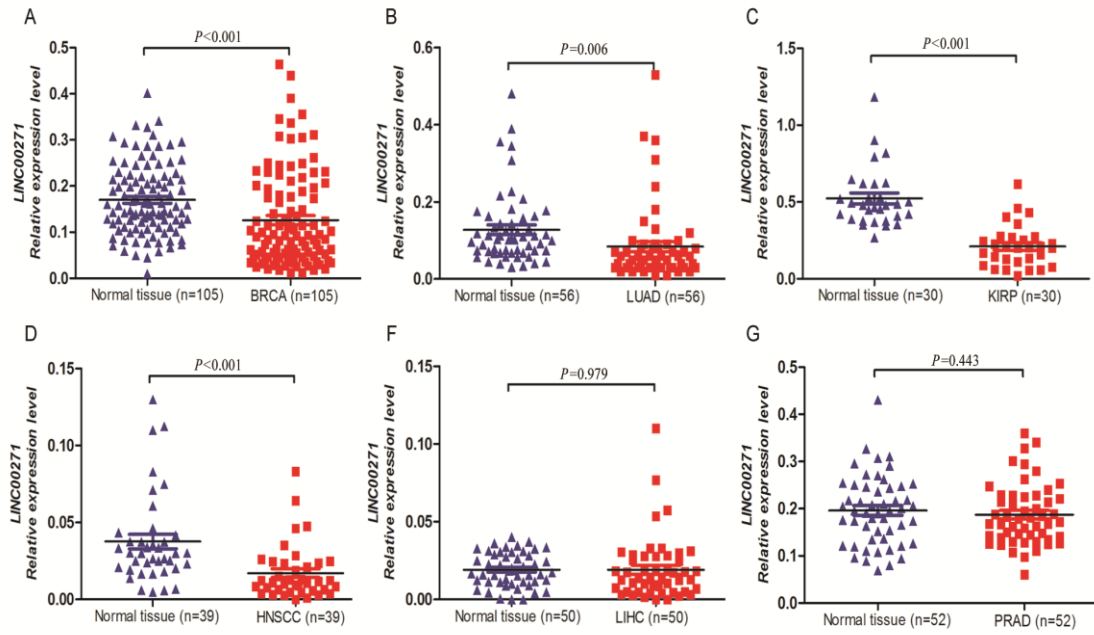 A
P<0.001
LINC00271
Relative expression level
0.5
0.4
0.3
0.2
0.1
0.0
Normal tissue (n=105)
BRCA (n=105)
B
P=0.006
LINC00271
Relative expression level
0.6
0.4
0.2
0.0
Normal tissue (n=56)
LUAD (n=56)
C
P<0.001
LINC00271
Relative expression level
1.5
1.0
0.5
0.0
Normal tissue (n=30)
KIRP (n=30)
D
P<0.001
LINC00271
Relative expression level
0.15
0.10
0.05
0.00
Normal tissue (n=39)
HNSCC (n=39)
F
P=0.979
LINC00271
Relative expression level
0.15
0.10
0.05
0.00
Normal tissue (n=50)
LIHC (n=50)
G
P=0.443
LINC00271
Relative expression level
0.5
0.4
0.3
0.2
0.1
0.0
Normal tissue (n=52)
PRAD (n=52)